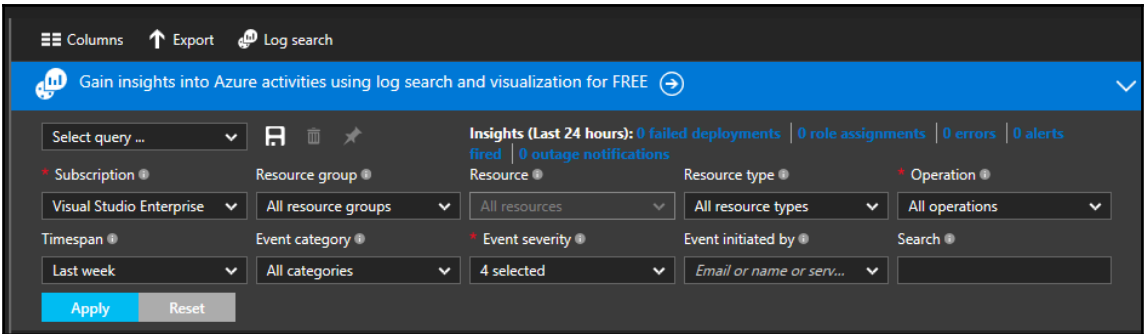 Columns Export Log search
Gain insights into Azure activities using log search and visualization for FREE
Select query ... Insights (Last 24 hours): 0 failed deployments | 0 role assignments | 0 errors | 0 alerts
fired | 0 outage notifications
* Subscription Resource group Resource Resource type * Operation
Visual Studio Enterprise All resource groups All resources All resource types All operations
Timespan Event category * Event severity Event initiated by Search
Last week All categories 4 selected Email or name or serv...
Apply Reset